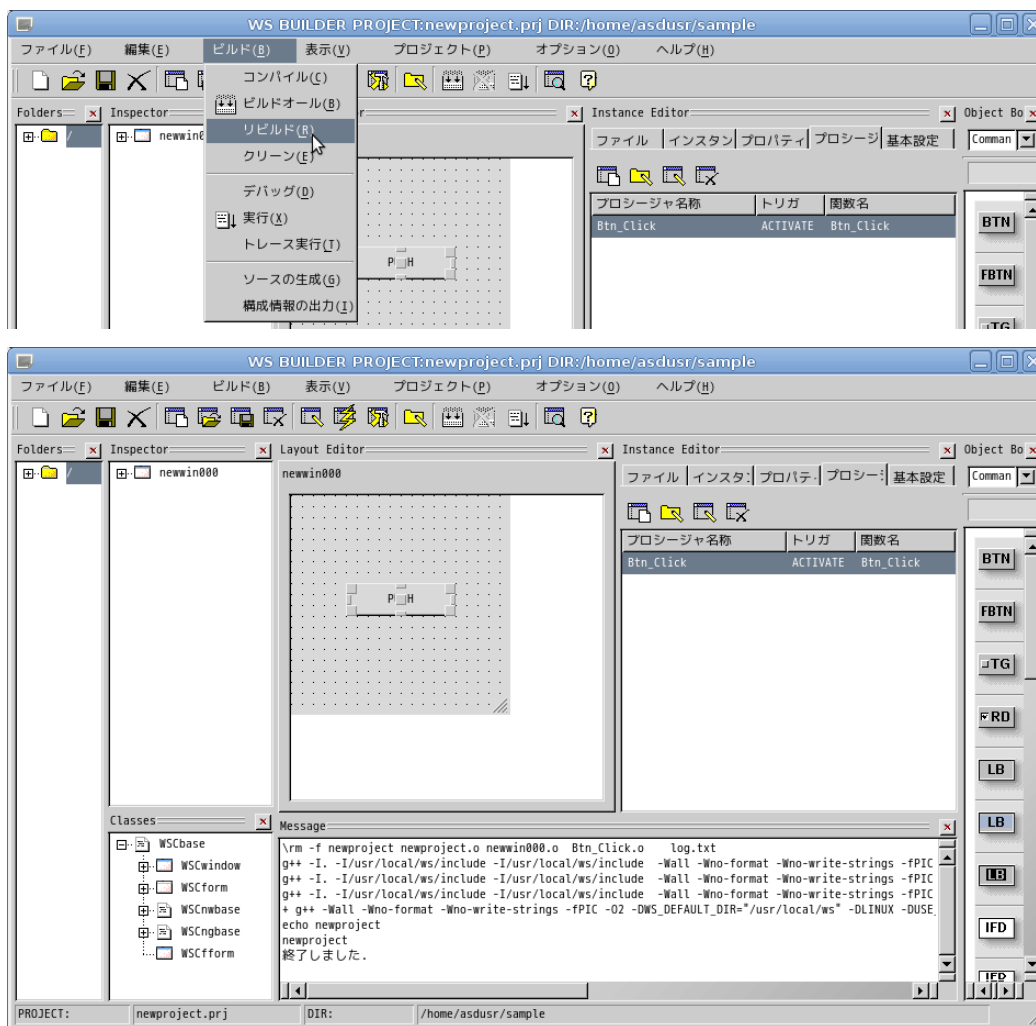 WS BUILDER PROJECT:newproject.prj DIR:/home/asdusr/sample
ファイル(F) 編集(E) ビルド(B) 表示(V) プロジェクト(P) オプション(O) ヘルプ(H)
コンパイル(C)
ビルドオール(B)
リビルド(R)
クリーン(E)
デバッグ(D)
実行(X)
トレース実行(T)
ソースの生成(G)
構成情報の出力(I)
Folders Inspector Instance Editor Object Bo
/ newwin ファイル インスタン プロパティ プロシージ 基本設定 Comman
プロシージャ名称 トリガ 関数名
Btn_Click ACTIVATE Btn_Click
BTN
FBTN
TG
WS BUILDER PROJECT:newproject.prj DIR:/home/asdusr/sample
ファイル(F) 編集(E) ビルド(B) 表示(V) プロジェクト(P) オプション(O) ヘルプ(H)
Folders Inspector Layout Editor Instance Editor Object Bo
/ newwin000 newwin000 ファイル インスタ プロパテ プロシー 基本設定 Comman
プロシージャ名称 トリガ 関数名
Btn_Click ACTIVATE Btn_Click
BTN
FBTN
TG
RD
LB
LB
LB
IFD
Classes
WSCbase
WSCwindow
WSCform
WSCnwbase
WSCngbase
WSCfform
Message
\rm -f newproject newproject.o newwin000.o Btn_Click.o log.txt
g++ -I. -I/usr/local/ws/include -I/usr/local/ws/include -Wall -Wno-format -Wno-write-strings -fPIC
g++ -I. -I/usr/local/ws/include -I/usr/local/ws/include -Wall -Wno-format -Wno-write-strings -fPIC
g++ -I. -I/usr/local/ws/include -I/usr/local/ws/include -Wall -Wno-format -Wno-write-strings -fPIC
+ g++ -Wall -Wno-format -Wno-write-strings -fPIC -O2 -DWS_DEFAULT_DIR="/usr/local/ws" -DLINUX -DUSE_
echo newproject
newproject
終了しました.
PROJECT: newproject.prj DIR: /home/asdusr/sample